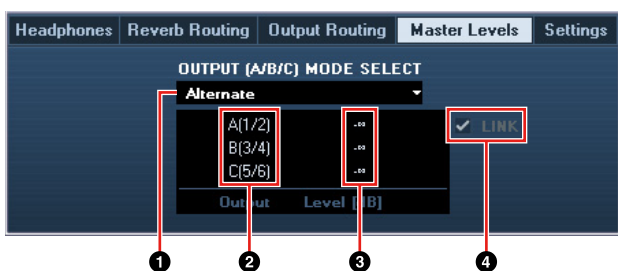 Headphones Reverb Routing Output Routing Master Levels Settings
OUTPUT (A/B/C) MODE SELECT
Alternate
A(1/2) -∞ LINK
B(3/4) -∞
C(5/6) -∞
Output Level [dB]
1 2 3 4